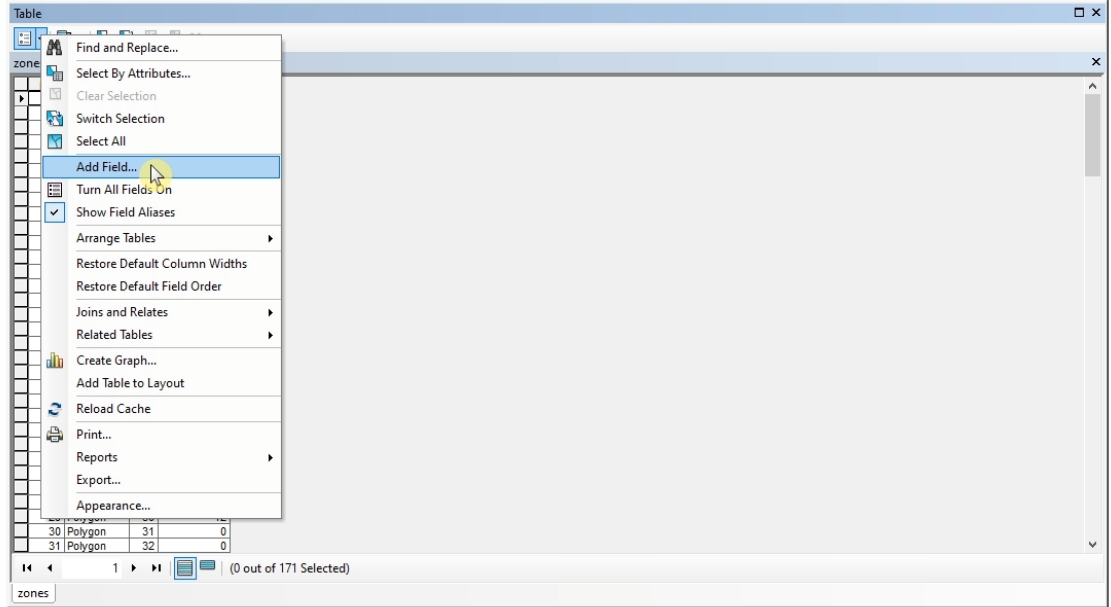 Table
zone
Find and Replace...
Select By Attributes...
Clear Selection
Switch Selection
Select All
Add Field...
Turn All Fields On
Show Field Aliases
Arrange Tables
Restore Default Column Widths
Restore Default Field Order
Joins and Relates
Related Tables
Create Graph...
Add Table to Layout
Reload Cache
Print...
Reports
Export...
Appearance...
30 Polygon 31 0
31 Polygon 32 0
1 (0 out of 171 Selected)
zones